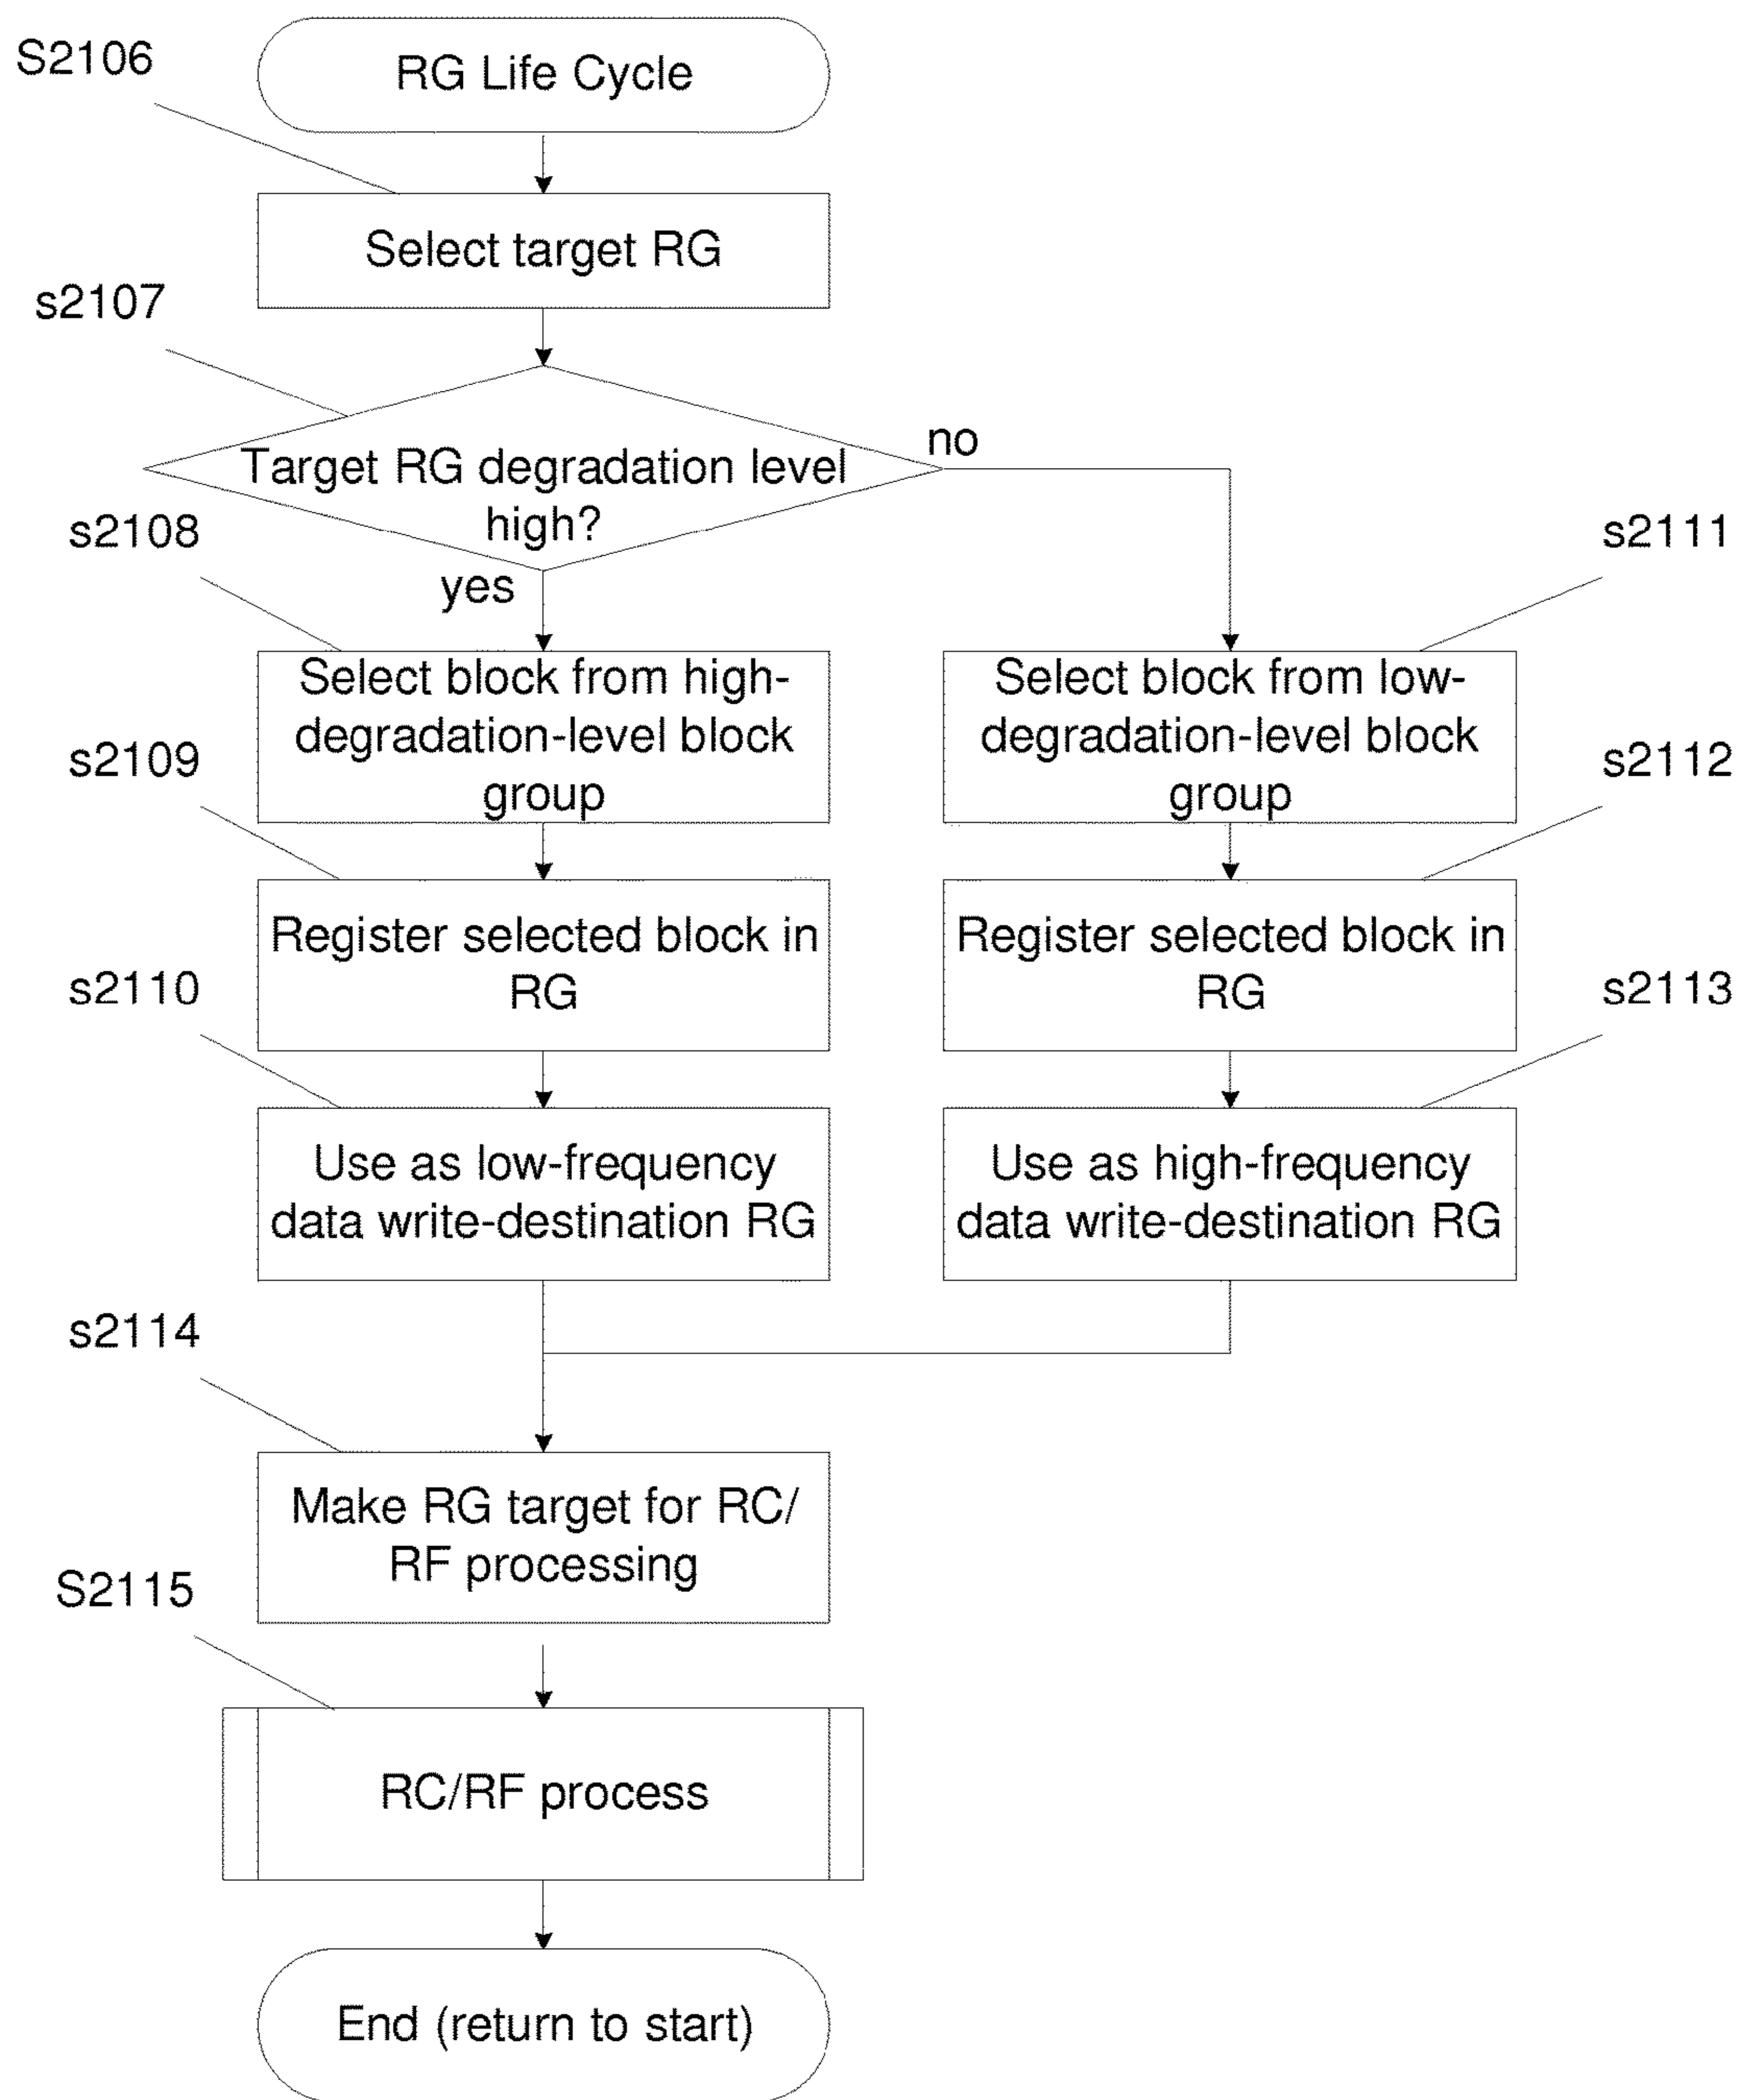 S2106
RG Life Cycle
Select target RG
s2107
Target RG degradation level
high?
no
yes
s2108
Select block from high-
degradation-level block
group
s2111
Select block from low-
degradation-level block
group
s2109
Register selected block in
RG
s2112
Register selected block in
RG
s2110
Use as low-frequency
data write-destination RG
s2113
Use as high-frequency
data write-destination RG
s2114
Make RG target for RC/
RF processing
S2115
RC/RF process
End (return to start)